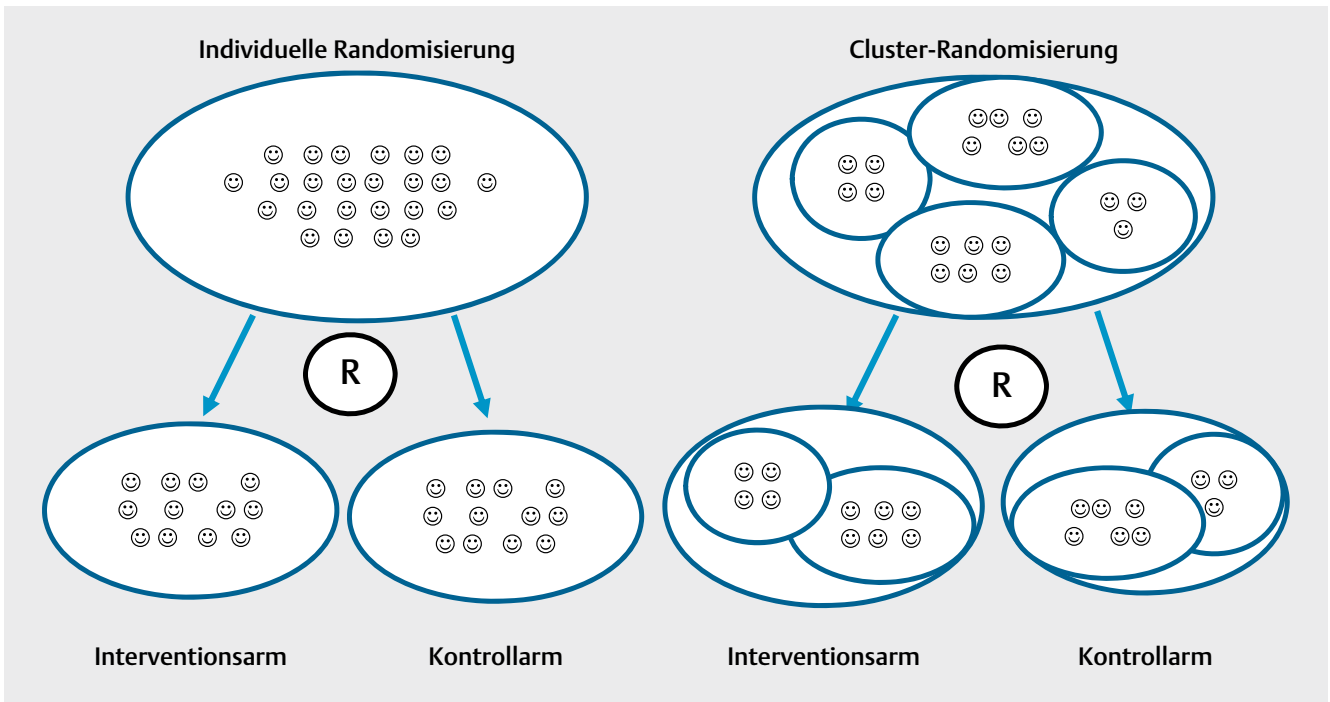 Individuelle Randomisierung
Cluster-Randomisierung
R
R
Interventionsarm
Kontrollarm
Interventionsarm
Kontrollarm